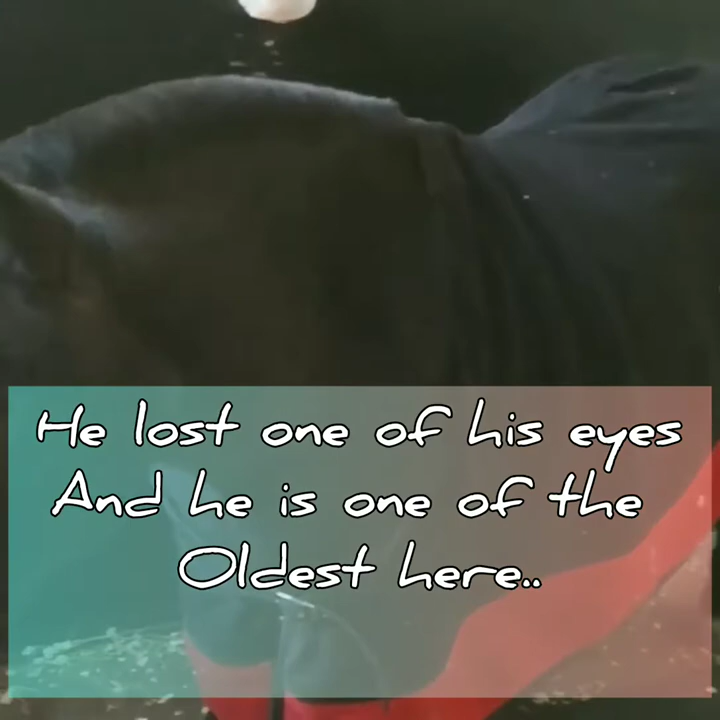 He lost one of his eyes
And he is one of the
Oldest here..